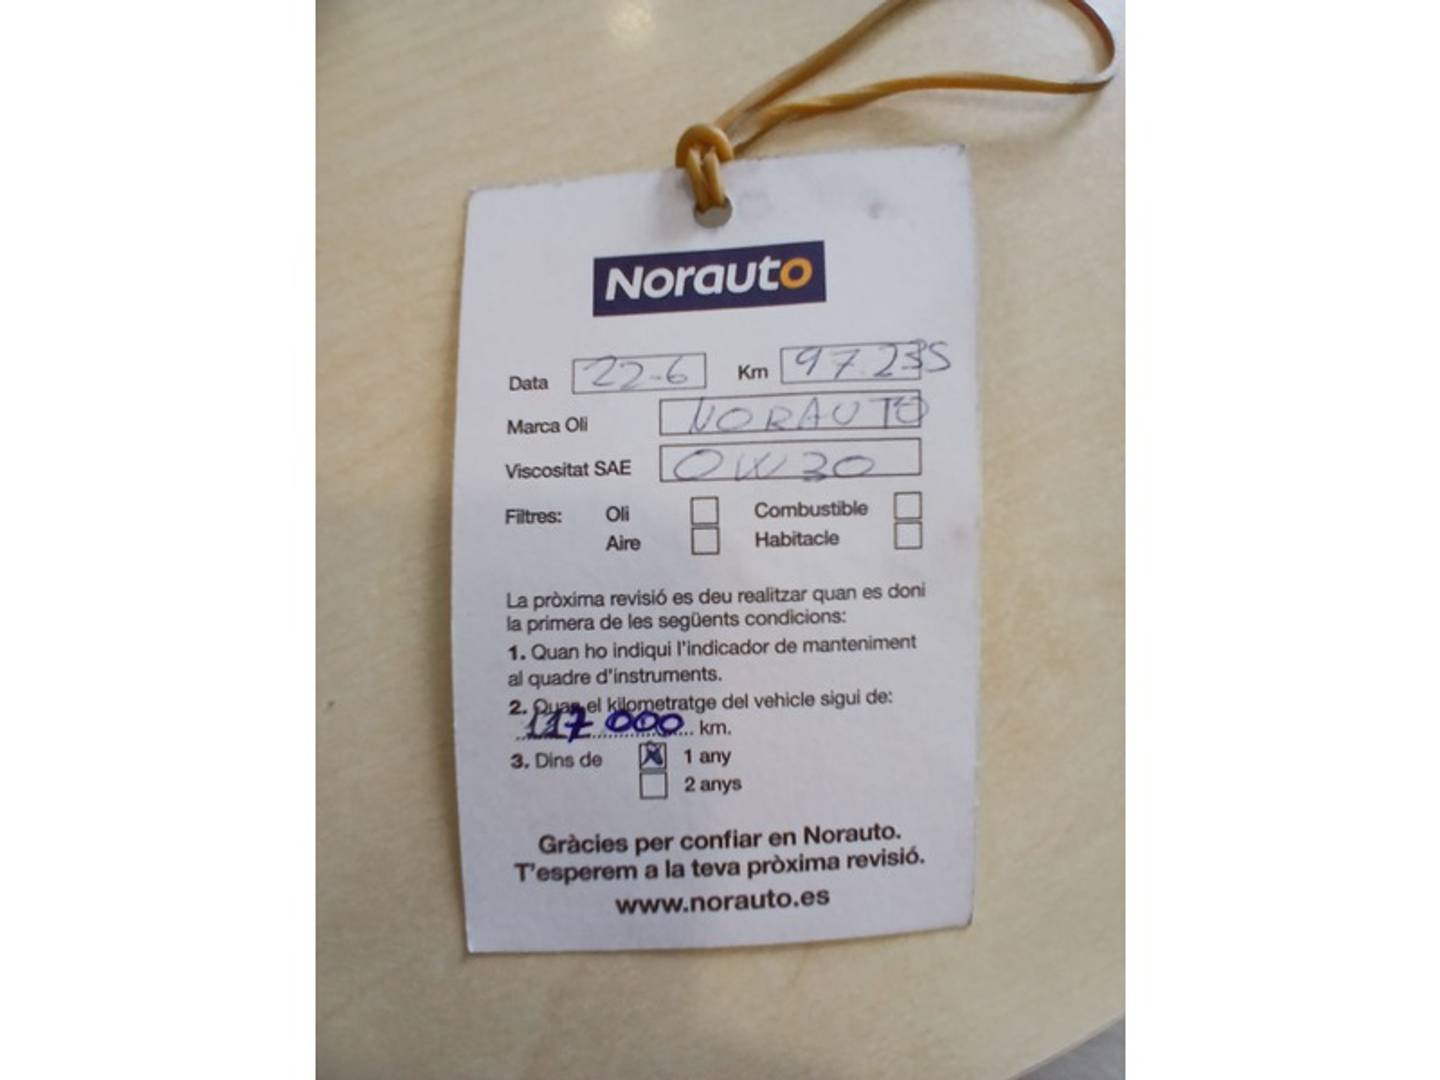 Norauto
Data 22-6 Km 97.235
Marca Oli NORAUTO
Viscositat SAE 0W30
Filtres: Oli Combustible
Aire Habitacle
La pròxima revisió es deu realitzar quan es doni
la primera de les següents condicions:
1. Quan ho indiqui l'indicador de manteniment
al quadre d'instruments.
2. Quan el kilometratge del vehicle sigui de:
117 000 km.
3. Dins de 1 any
2 anys
Gràcies per confiar en Norauto.
T'esperem a la teva pròxima revisió.
www.norauto.es